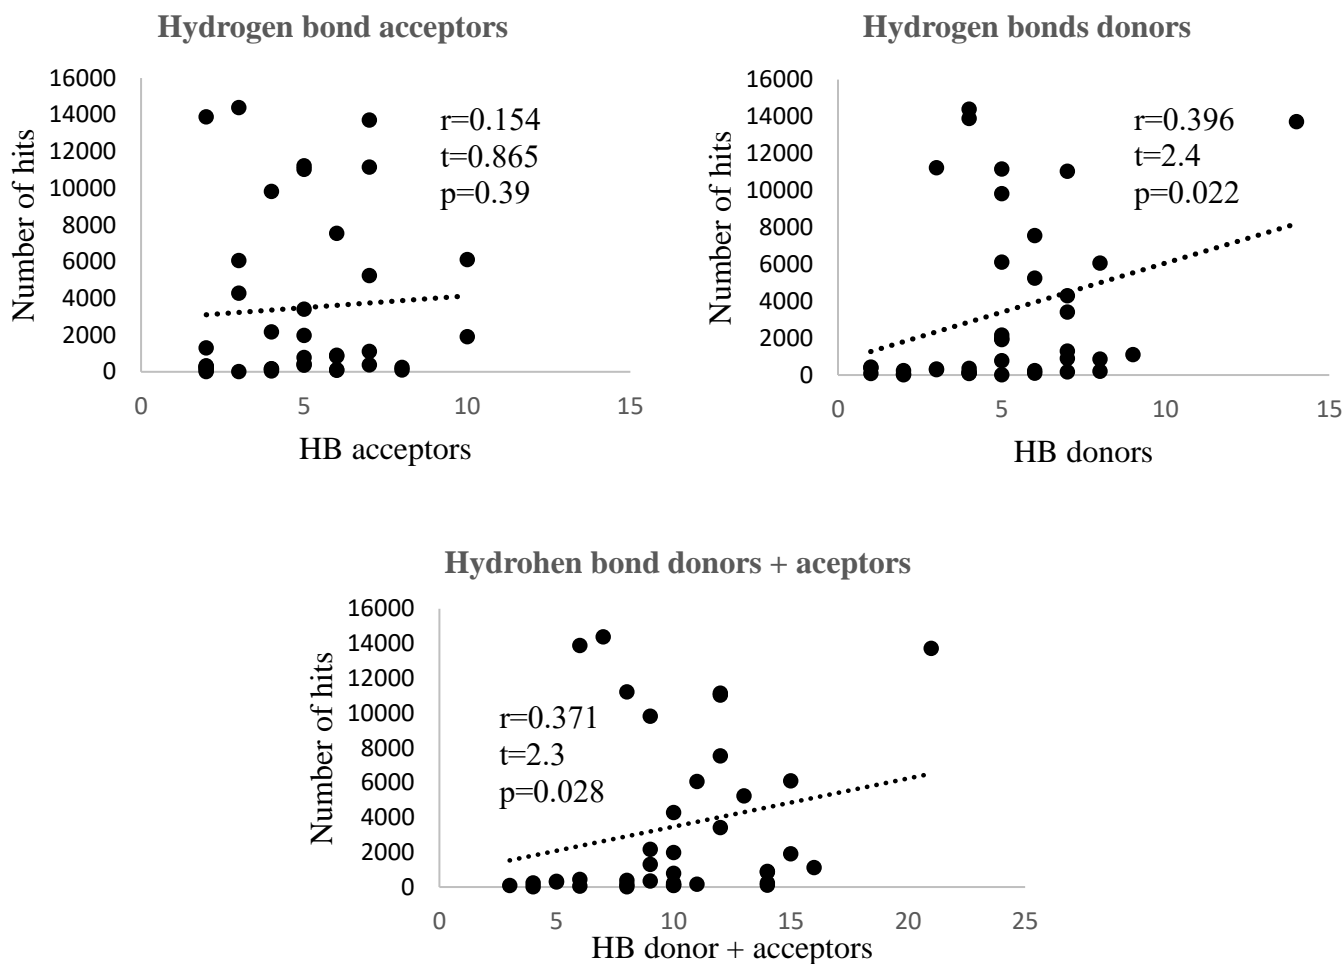 Hydrogen bond acceptors
16000
14000
12000
10000
8000
6000
4000
2000
0
Number of hits
r=0.154
t=0.865
p=0.39
0 5 10 15
HB acceptors
Hydrogen bonds donors
16000
14000
12000
10000
8000
6000
4000
2000
0
Number of hits
r=0.396
t=2.4
p=0.022
0 5 10 15
HB donors
Hydrohen bond donors + aceptors
16000
14000
12000
10000
8000
6000
4000
2000
0
Number of hits
r=0.371
t=2.3
p=0.028
0 5 10 15 20 25
HB donor + acceptors